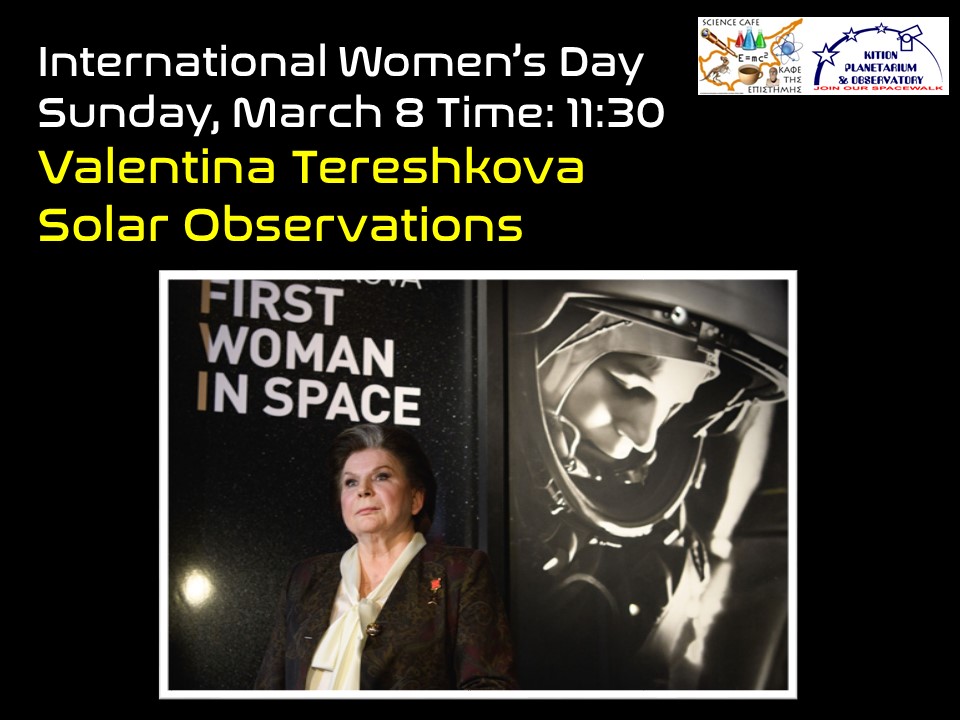 International Women's Day
Sunday, March 8 Time: 11:30
Valentina Tereshkova
Solar Observations
SCIENCE CAFE
E=mc²
ΚΑΦΕ
ΤΗΣ
ΕΠΙΣΤΗΜΗΣ
KITION
PLANETARIUM
& OBSERVATORY
JOIN OUR SPACEWALK
FIRST
WOMAN
IN SPACE